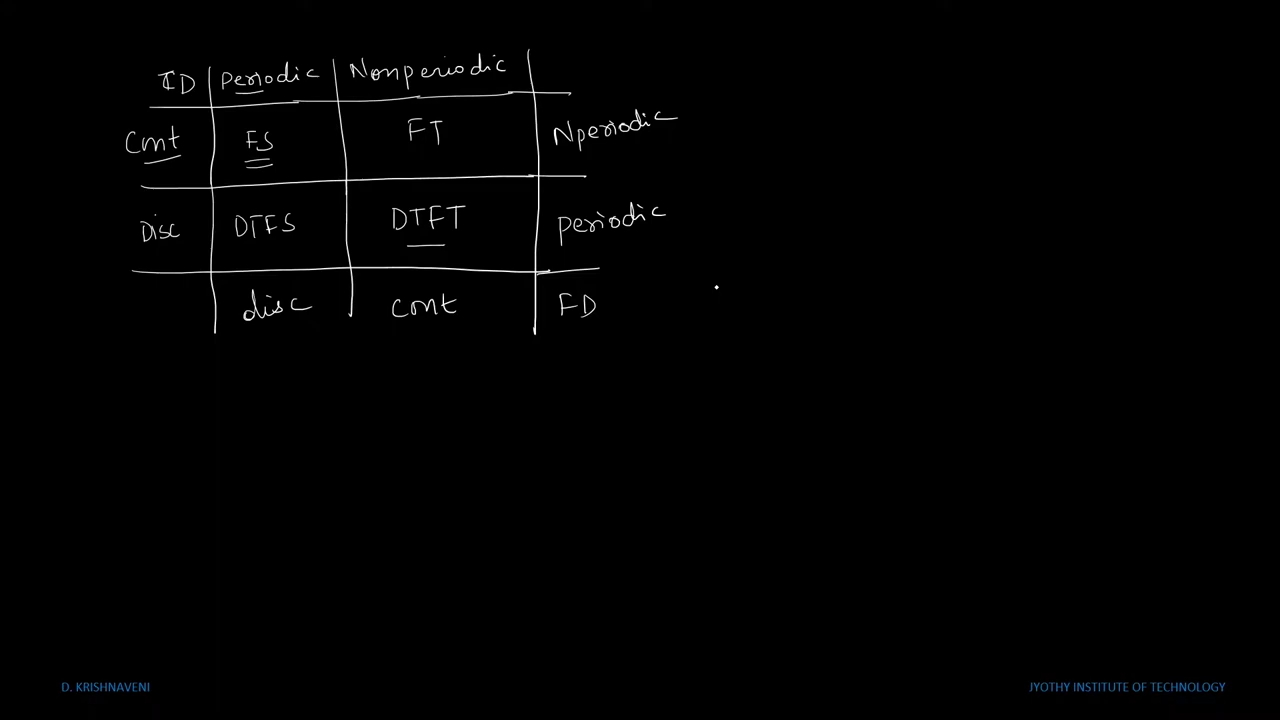 TD Periodic Nonperiodic
Cont FS FT Nperiodic
Disc DTFS DTFT periodic
disc cont FD
D. KRISHNAVENI
JYOTHY INSTITUTE OF TECHNOLOGY